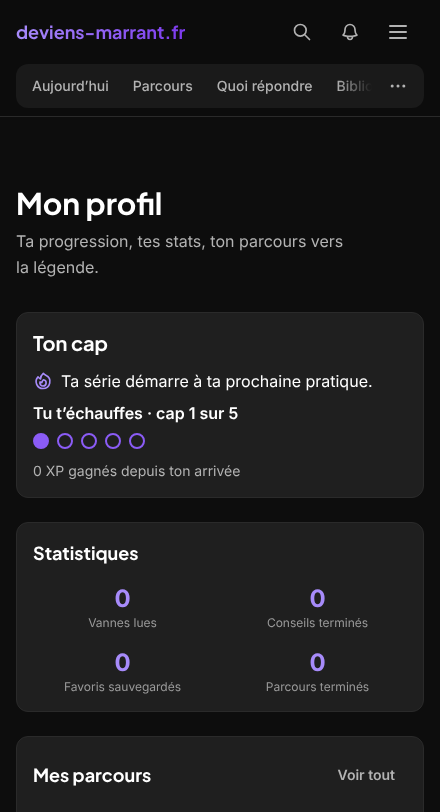 deviens-marrant.fr
Aujourd'hui Parcours Quoi répondre Biblio
Mon profil
Ta progression, tes stats, ton parcours vers
la légende.
Ton cap
Ta série démarre à ta prochaine pratique.
Tu t'échauffes · cap 1 sur 5
0 XP gagnés depuis ton arrivée
Statistiques
0 0
Vannes lues Conseils terminés
0 0
Favoris sauvegardés Parcours terminés
Mes parcours Voir tout